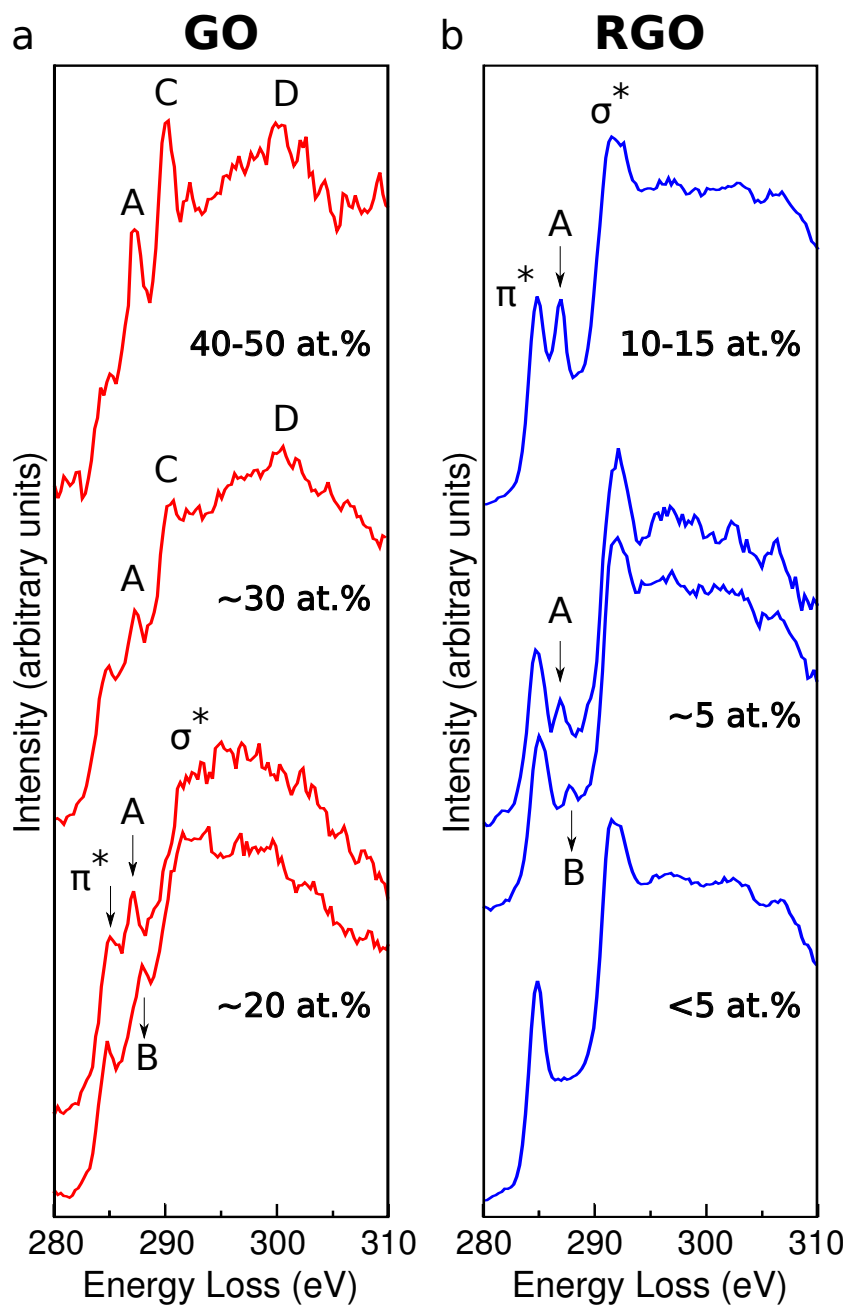 a GO
C D
A
40-50 at.%
D
C
A
~30 at.%
σ*
A
π*
~20 at.%
B
Intensity (arbitrary units)
280 290 300 310
Energy Loss (eV)
b RGO
σ*
A
π*
10-15 at.%
A
~5 at.%
B
<5 at.%
Intensity (arbitrary units)
280 290 300 310
Energy Loss (eV)